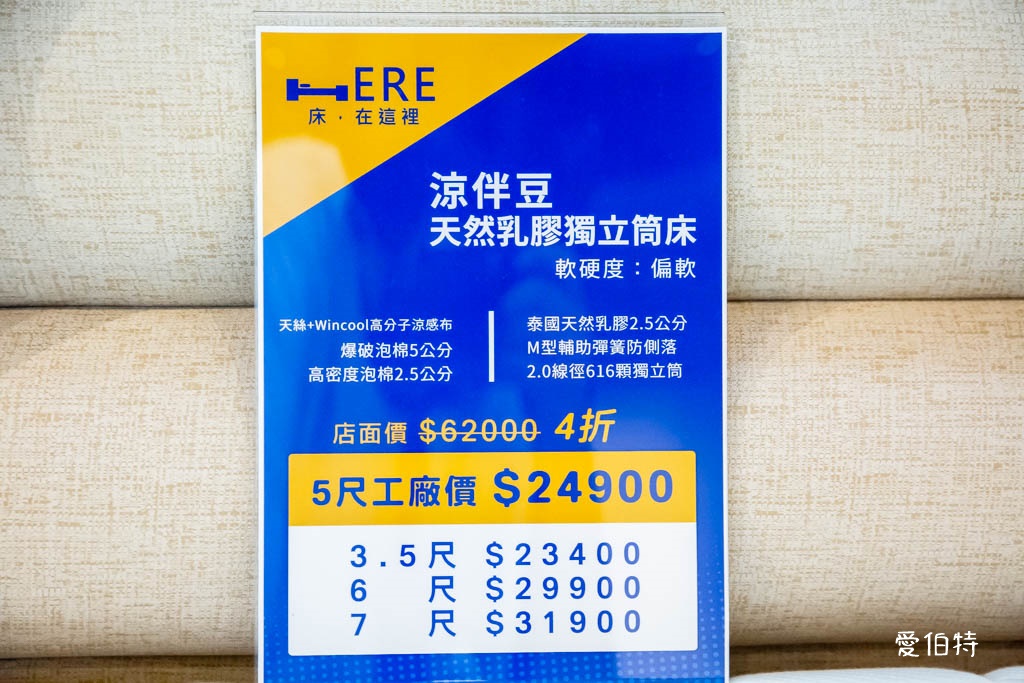 HERE
床，在這裡
涼伴豆
天然乳膠獨立筒床
軟硬度：偏軟
天絲+Wincool高分子涼感布
爆破泡棉5公分
高密度泡棉2.5公分
泰國天然乳膠2.5公分
M型輔助彈簧防側落
2.0線徑616顆獨立筒
店面價 $62000 4折
5尺工廠價 $24900
3.5尺 $23400
6 尺 $29900
7 尺 $31900
愛伯特